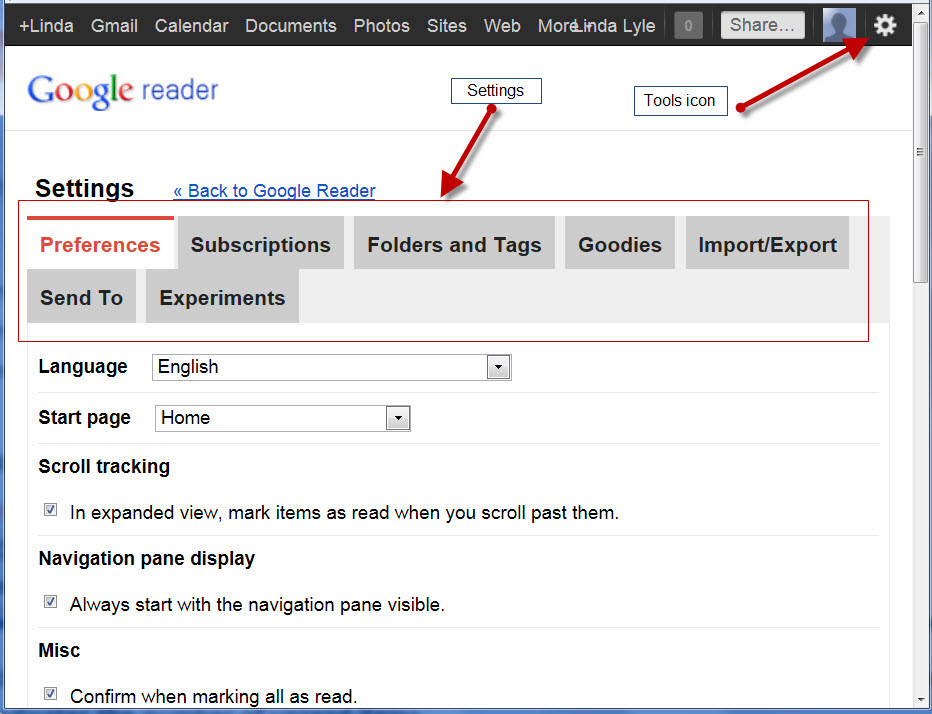 +Linda Gmail Calendar Documents Photos Sites Web More Linda Lyle 0 Share...
Google reader
Settings
Tools icon
Settings « Back to Google Reader
Preferences Subscriptions Folders and Tags Goodies Import/Export
Send To Experiments
Language English
Start page Home
Scroll tracking
In expanded view, mark items as read when you scroll past them.
Navigation pane display
Always start with the navigation pane visible.
Misc
Confirm when marking all as read.